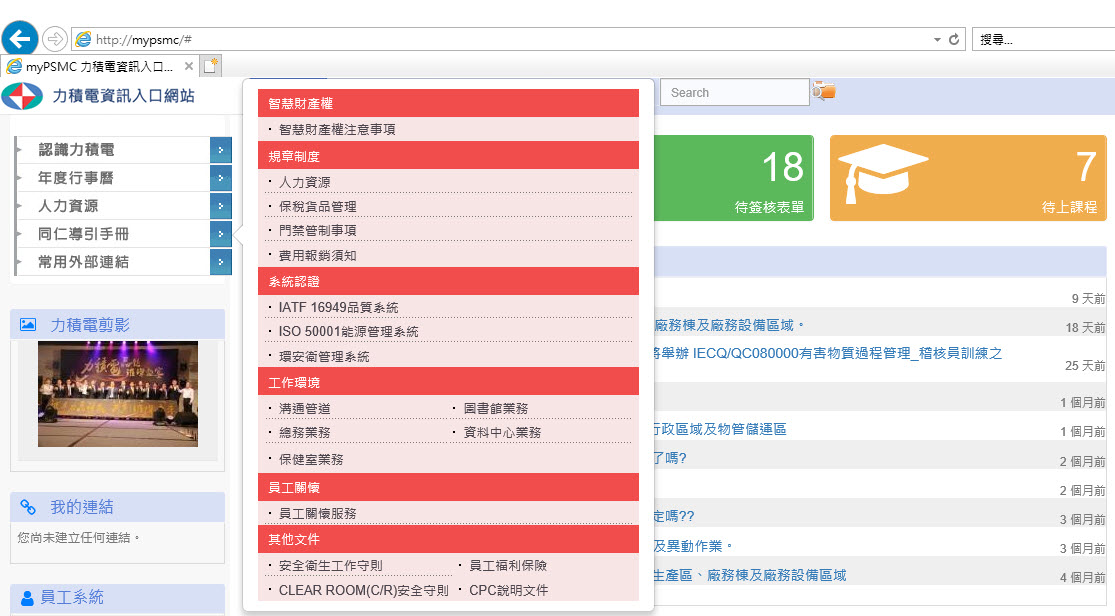 http://mypsmc/#
搜尋...
myPSMC 力積電資訊入口...
力積電資訊入口網站
Search
認識力積電
年度行事曆
人力資源
同仁導引手冊
常用外部連結
力積電剪影
我的連結
您尚未建立任何連結。
員工系統
智慧財產權
・智慧財產權注意事項
規章制度
・人力資源
・保稅貨品管理
・門禁管制事項
・費用報銷須知
系統認證
・IATF 16949品質系統
・ISO 50001能源管理系統
・環安衛管理系統
工作環境
・溝通管道 ・圖書館業務
・總務業務 ・資料中心業務
・保健室業務
員工關懷
・員工關懷服務
其他文件
・安全衛生工作守則 ・員工福利保險
・CLEAR ROOM(C/R)安全守則 ・CPC說明文件
18
待簽核表單
7
待上課程
9 天前
廠務棟及廠務設備區域。 18 天前
將舉辦 IECQ/QC080000有害物質過程管理_稽核員訓練之
25 天前
1 個月前
行政區域及物管儲運區 1 個月前
了嗎? 2 個月前
2 個月前
定嗎?? 3 個月前
及異動作業。 3 個月前
生產區、廠務棟及廠務設備區域 4 個月前